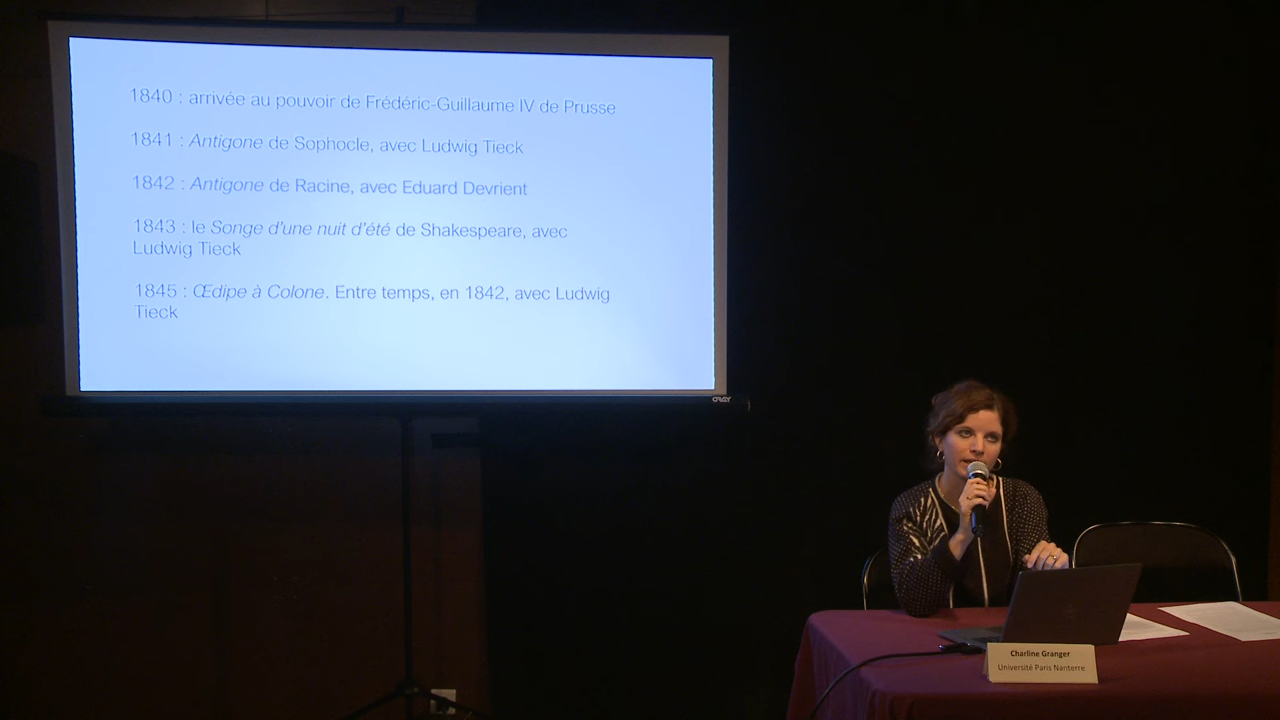 1840 : arrivée au pouvoir de Frédéric-Guillaume IV de Prusse
1841 : Antigone de Sophocle, avec Ludwig Tieck
1842 : Antigone de Racine, avec Eduard Devrient
1843 : le Songe d'une nuit d'été de Shakespeare, avec
Ludwig Tieck
1845 : Œdipe à Colone. Entre temps, en 1842, avec Ludwig
Tieck
ORAY
Charline Granger
Université Paris Nanterre